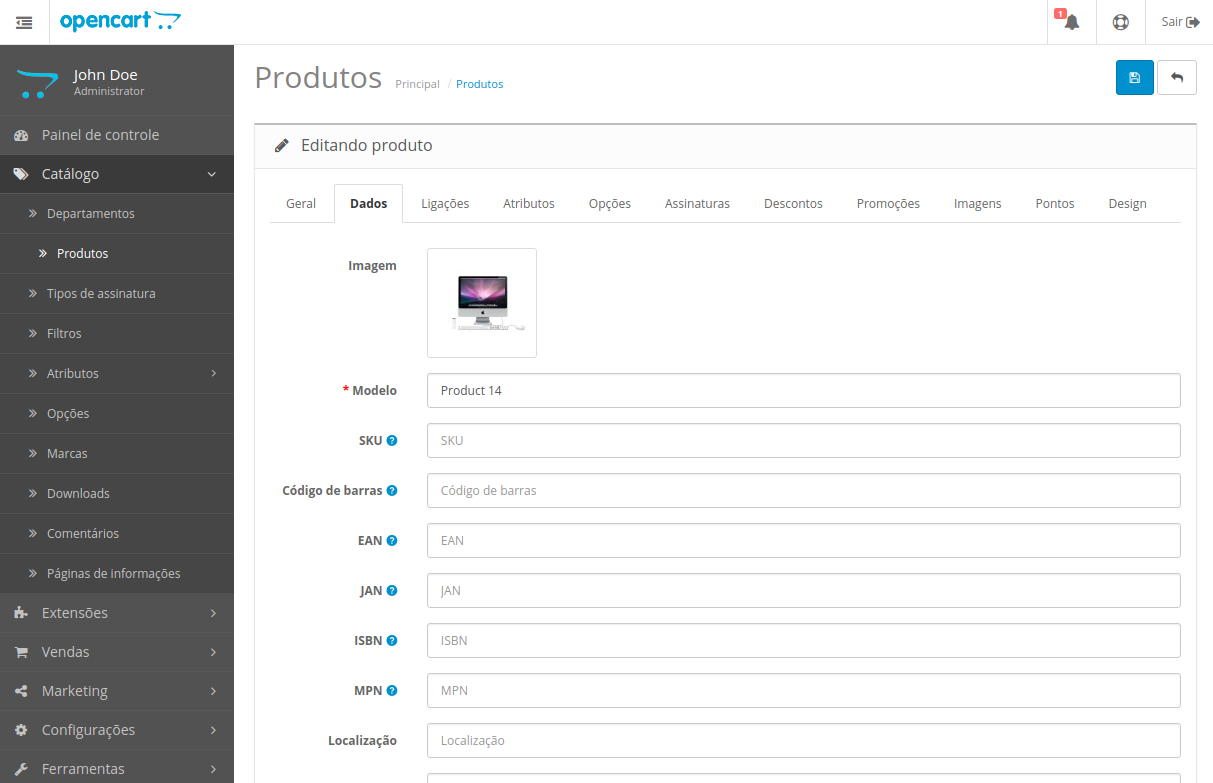 opencart
1
Sair
John Doe
Administrator
Painel de controle
Catálogo
Departamentos
Produtos
Tipos de assinatura
Filtros
Atributos
Opções
Marcas
Downloads
Comentários
Páginas de informações
Extensões
Vendas
Marketing
Configurações
Ferramentas
Produtos Principal / Produtos
Editando produto
Geral Dados Ligações Atributos Opções Assinaturas Descontos Promoções Imagens Pontos Design
Imagem
* Modelo Product 14
SKU ? SKU
Código de barras ? Código de barras
EAN ? EAN
JAN ? JAN
ISBN ? ISBN
MPN ? MPN
Localização Localização